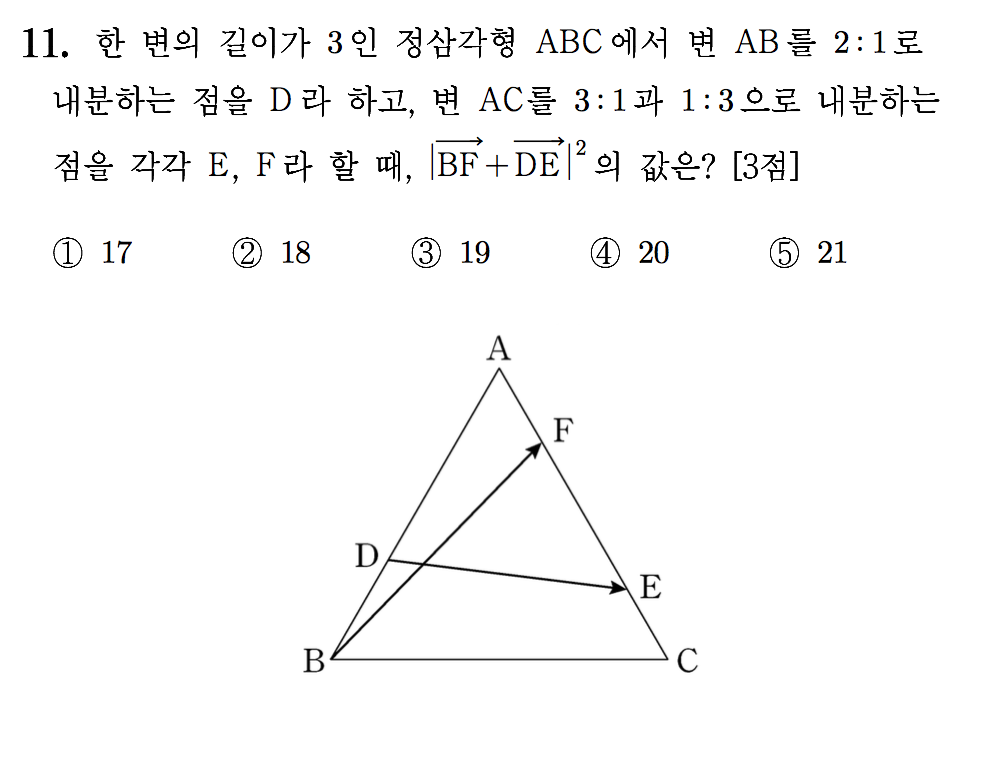 11. 한 변의 길이가 3인 정삼각형 ABC에서 변 AB를 2 : 1로
내분하는 점을 D라 하고, 변 AC를 3 : 1과 1 : 3으로 내분하는
점을 각각 E, F라 할 때, |\overrightarrow{BF}+\overrightarrow{DE}|²의 값은? [3점]
① 17 ② 18 ③ 19 ④ 20 ⑤ 21
A
F
D
E
B
C